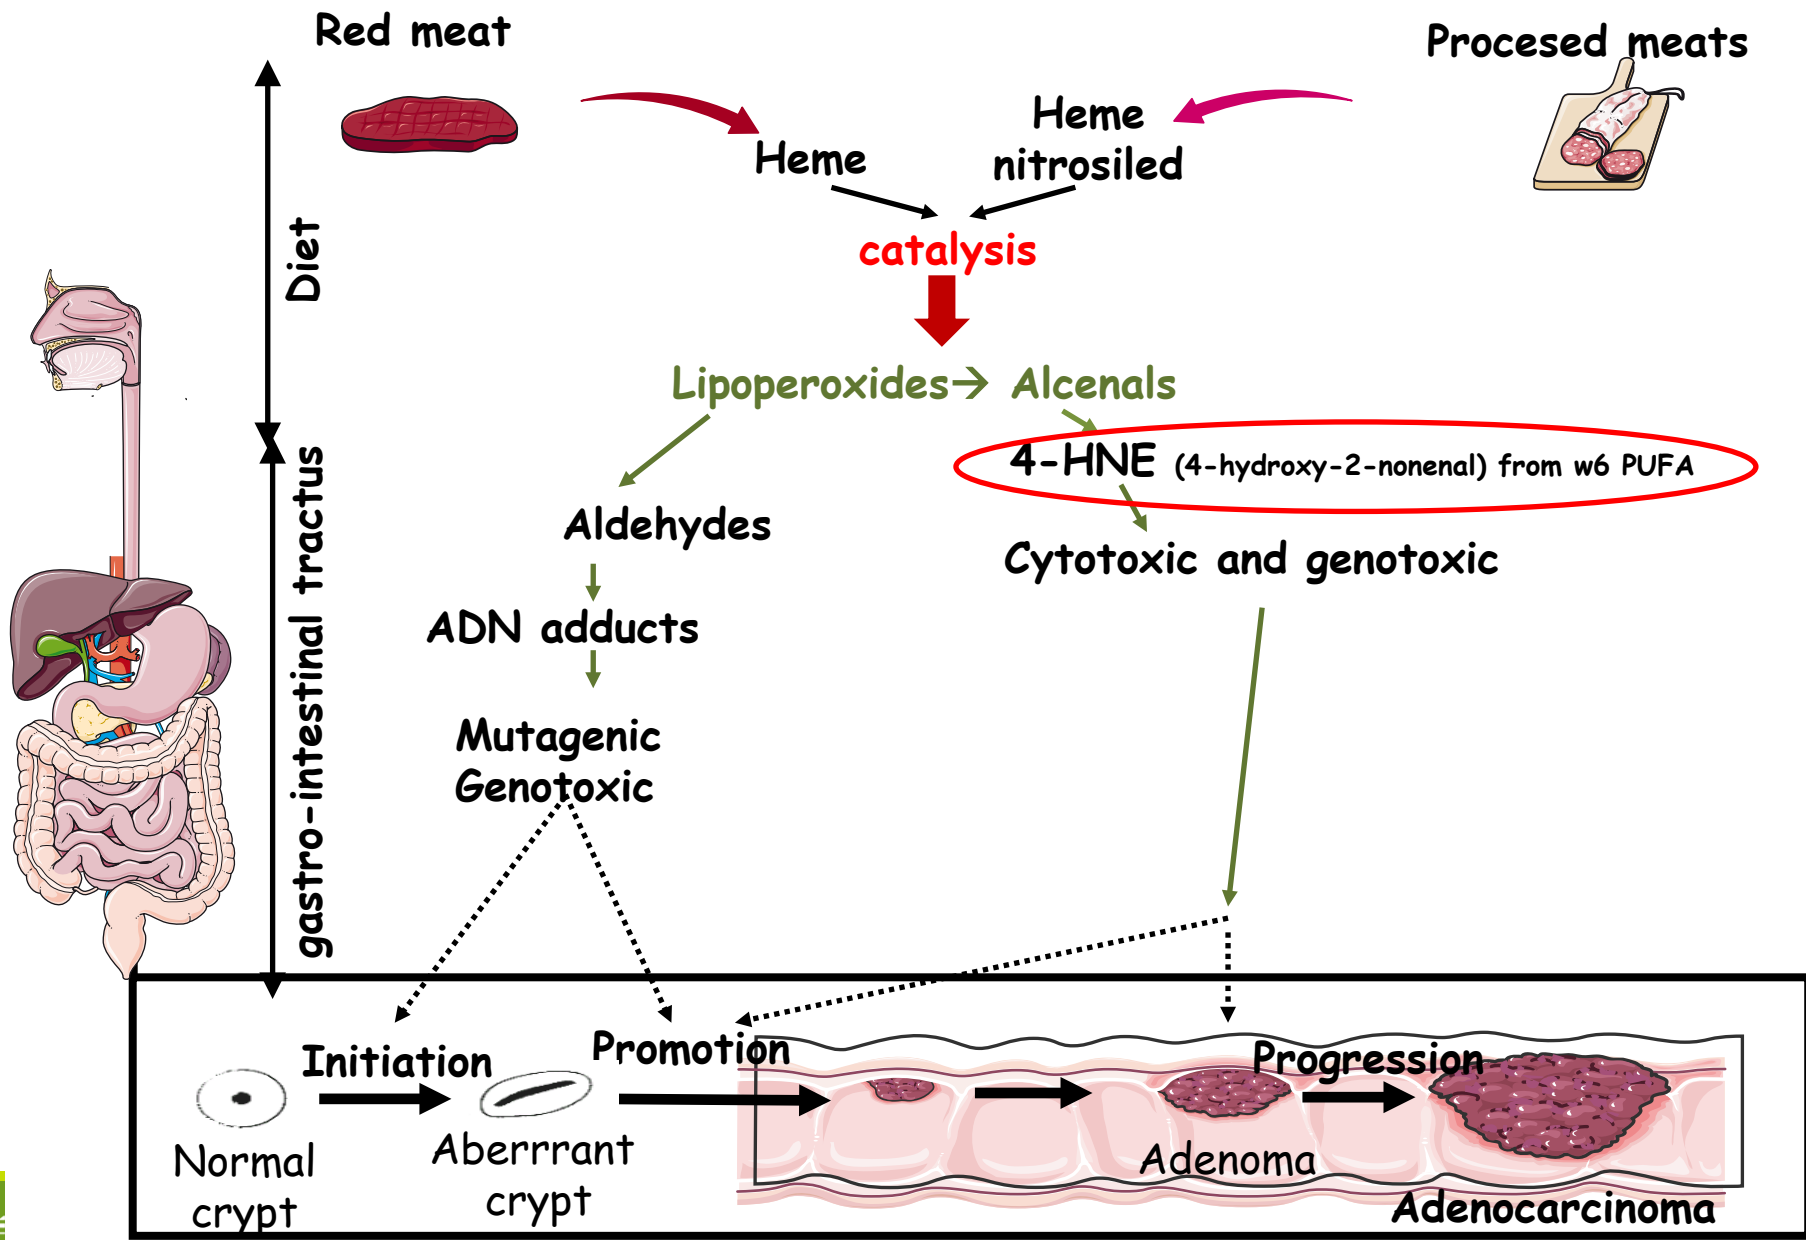 Red meat
Procesed meats
Heme
Heme
nitrosiled
catalysis
Diet
Lipoperoxides→ Alcenals
4-HNE (4-hydroxy-2-nonenal) from w6 PUFA
gastro-intestinal tractus
Aldehydes
Cytotoxic and genotoxic
ADN adducts
Mutagenic
Genotoxic
Initiation
Promotion
Progression
Normal
crypt
Aberrrant
crypt
Adenoma
Adenocarcinoma